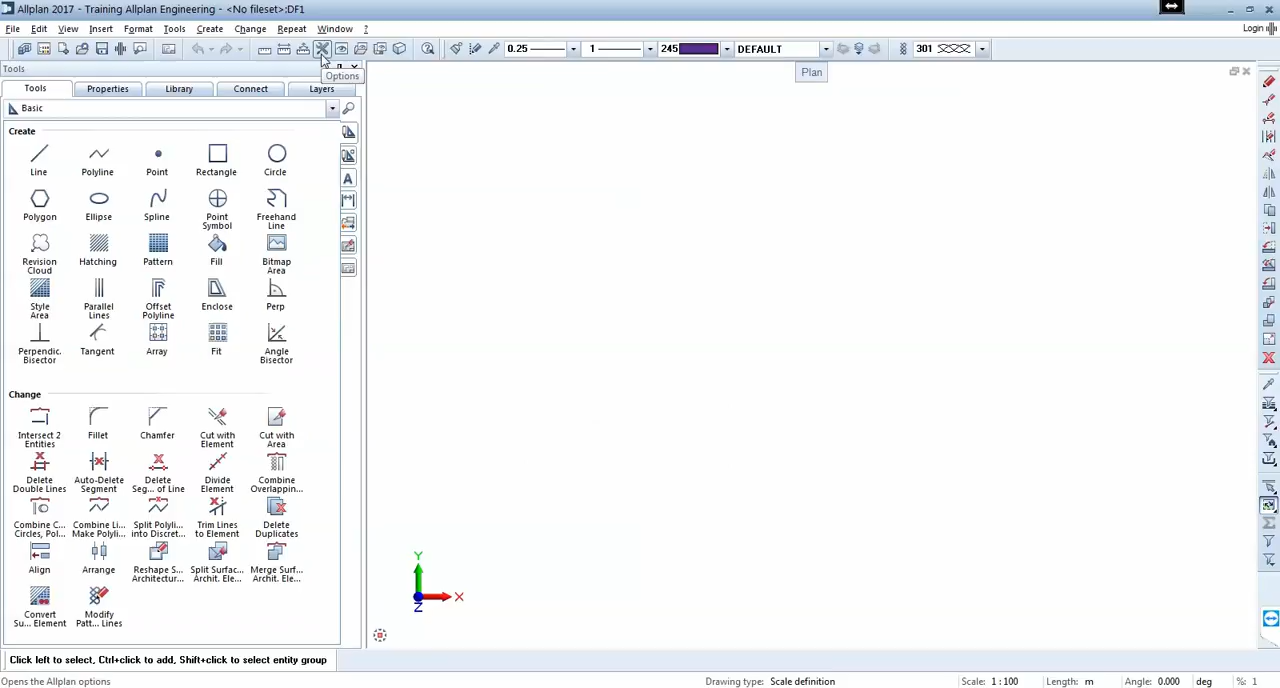 Allplan 2017 - Training Allplan Engineering - <No fileset>:DF1
File Edit View Insert Format Tools Create Change Repeat Window ? Login
0.25 1 245 DEFAULT 301
Tools
Options
Plan
Tools Properties Library Connect Layers
Basic
Create
Line Polyline Point Rectangle Circle
Polygon Ellipse Spline Point Symbol Freehand Line
Revision Cloud Hatching Pattern Fill Bitmap Area
Style Area Parallel Lines Offset Polyline Enclose Perp
Perpendic. Bisector Tangent Array Fit Angle Bisector
Change
Intersect 2 Entities Fillet Chamfer Cut with Element Cut with Area
Delete Double Lines Auto-Delete Segment Delete Seg... of Line Divide Element Combine Overlappin...
Combine C... Circles, Pol... Combine Li... Make Polyli... Split Polyli... into Discret... Trim Lines to Element Delete Duplicates
Align Arrange Reshape S... Architectur... Split Surfac... Archit. Ele... Merge Surf... Archit. Ele...
Convert Su... Element Modify Patt... Lines
Y
X
Z
Click left to select, Ctrl+click to add, Shift+click to select entity group
Opens the Allplan options Drawing type: Scale definition Scale: 1:100 Length: m Angle: 0.000 deg %: 1